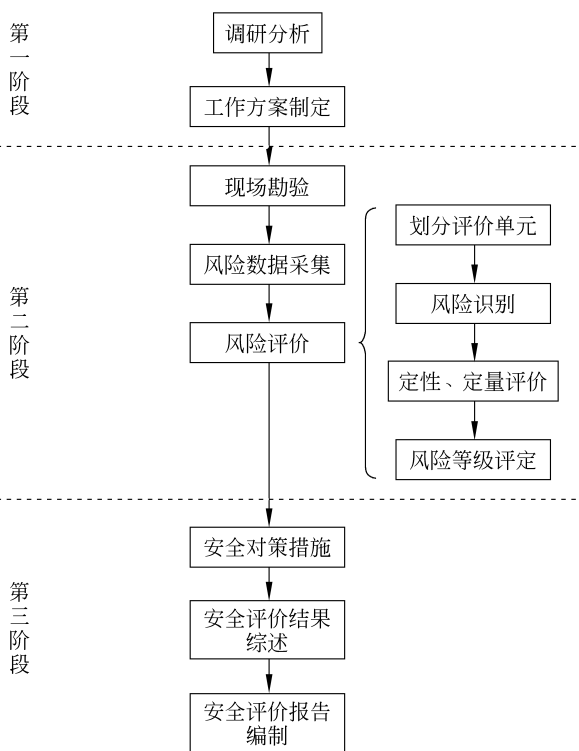 第一阶段
调研分析
工作方案制定
第二阶段
现场勘验
风险数据采集
风险评价
划分评价单元
风险识别
定性、定量评价
风险等级评定
第三阶段
安全对策措施
安全评价结果
综述
安全评价报告
编制